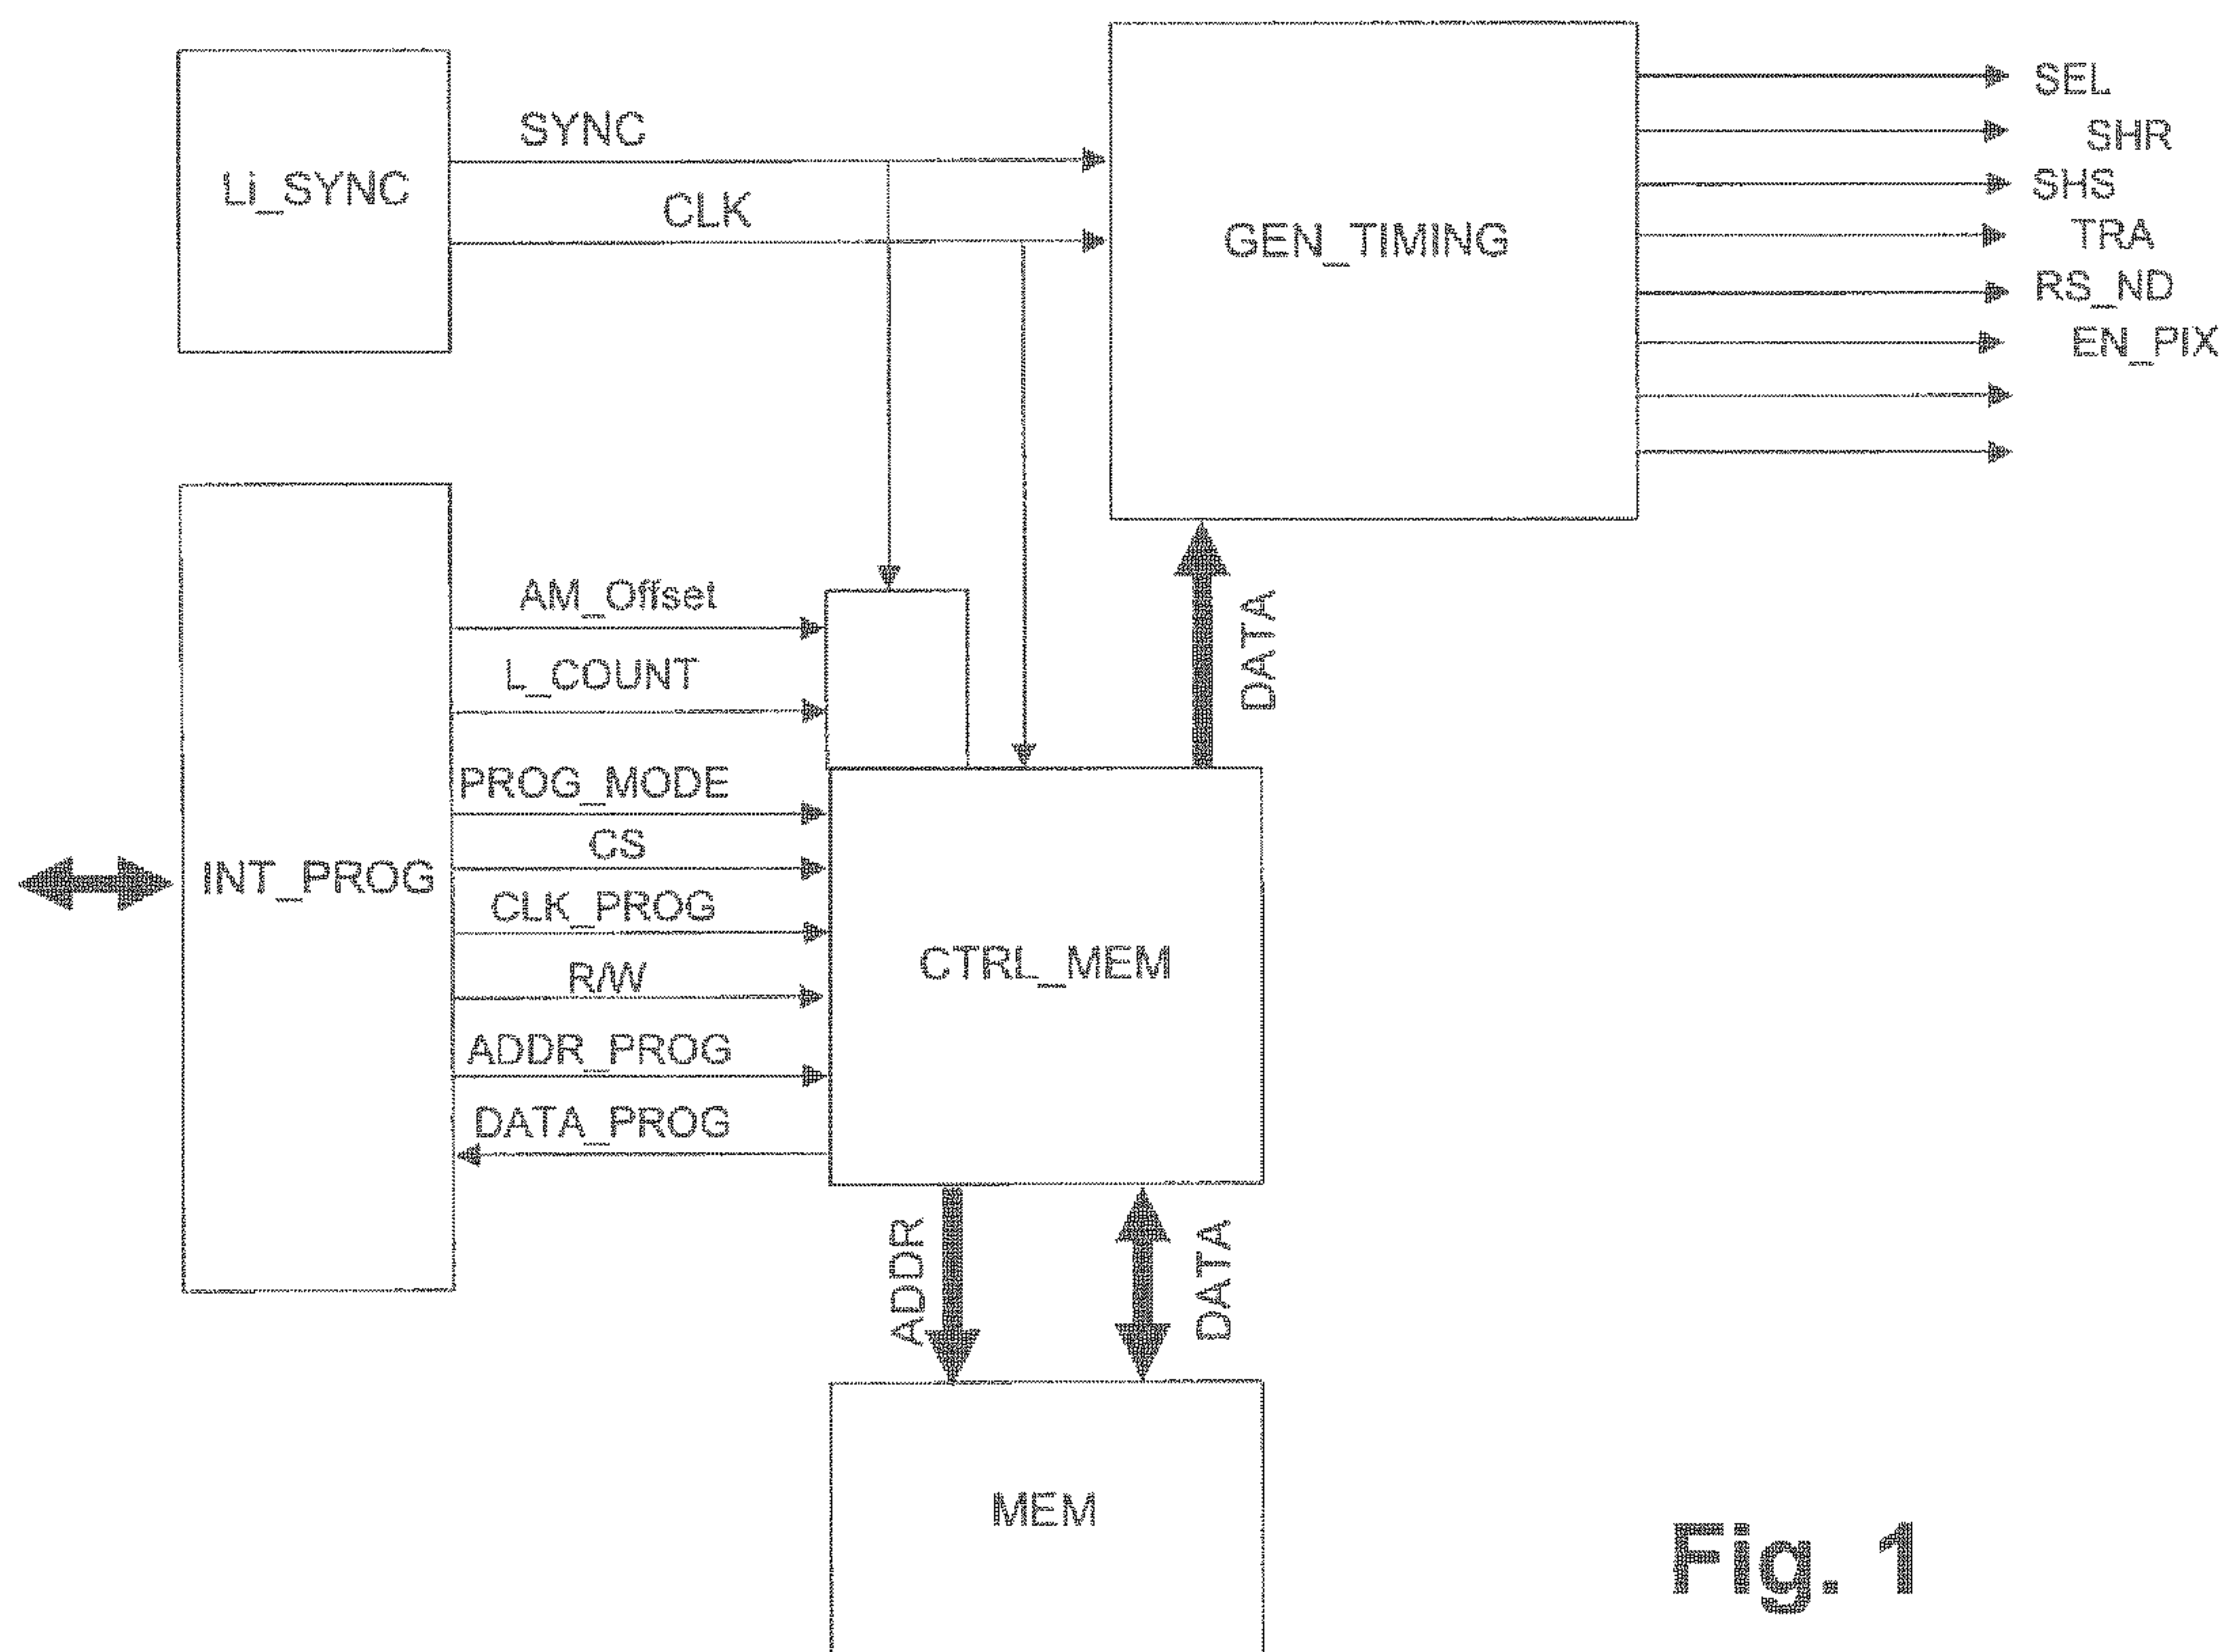 SEL
SYNC
SHR
Li_SYNC
SHS
CLK
GEN_TIMING
TRA
RS_ND
EN_PIX
AM_Offset
DATA
L_COUNT
PROG_MODE
CS
INT_PROG
CLK_PROG
CTRL_MEM
R/W
ADDR_PROG
DATA_PROG
ADDR
DATA
MEM
Fig. 1